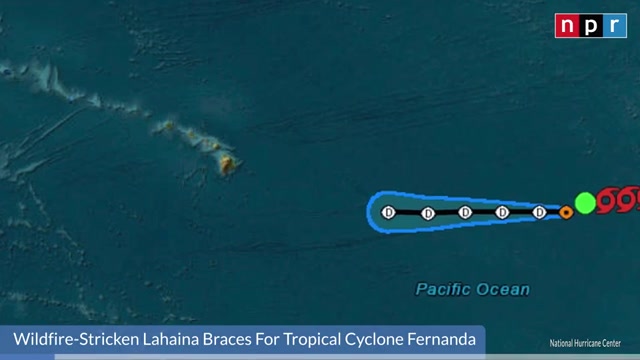 npr
D D D D D
Pacific Ocean
Wildfire-Stricken Lahaina Braces For Tropical Cyclone Fernanda
National Hurricane Center